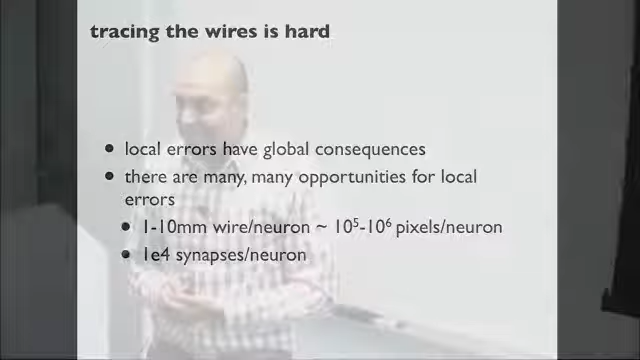 tracing the wires is hard
• local errors have global consequences
• there are many, many opportunities for local
errors
• 1-10mm wire/neuron ~ 10⁵-10⁶ pixels/neuron
• 1e4 synapses/neuron